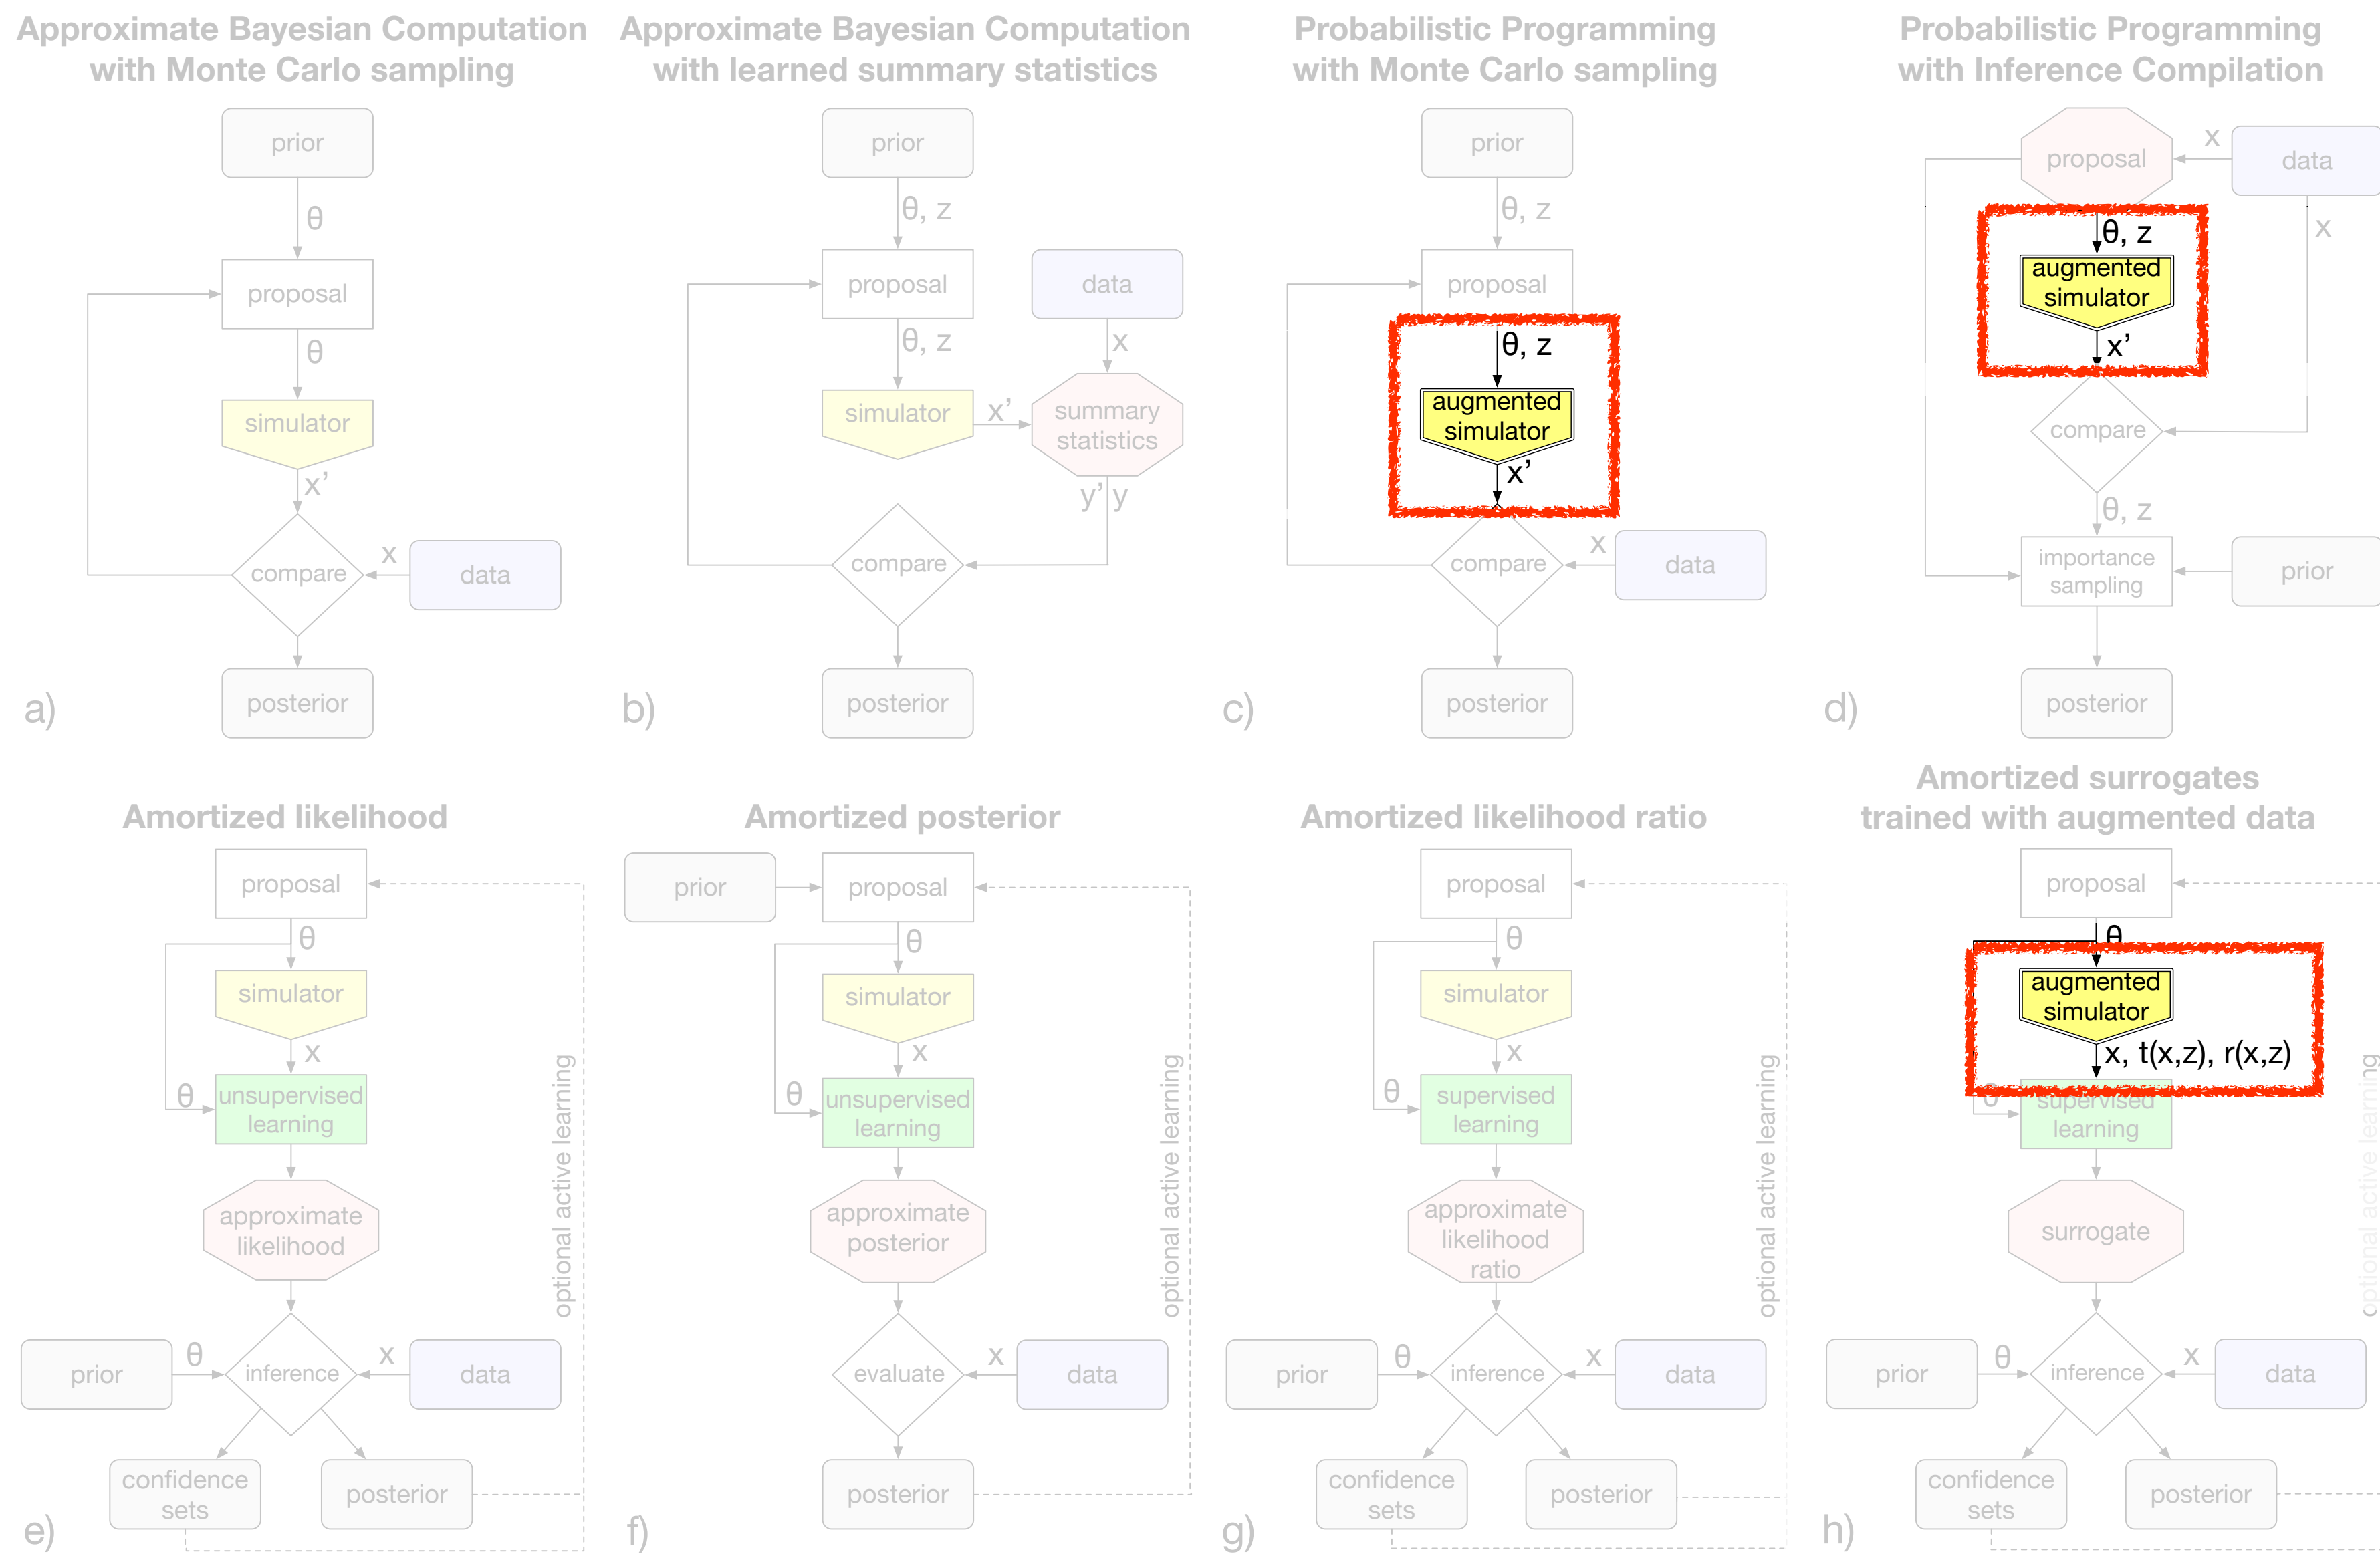 Approximate Bayesian Computation
with Monte Carlo sampling
prior
θ
proposal
θ
simulator
x’
compare
x
data
posterior
a)
Approximate Bayesian Computation
with learned summary statistics
prior
θ, z
proposal
data
θ, z
x
simulator
x’
summary
statistics
y’ y
compare
posterior
b)
Probabilistic Programming
with Monte Carlo sampling
prior
θ, z
proposal
θ, z
augmented
simulator
x’
compare
x
data
posterior
c)
Probabilistic Programming
with Inference Compilation
proposal
x
data
θ, z
x
augmented
simulator
x’
compare
θ, z
importance
sampling
prior
posterior
d)
Amortized likelihood
proposal
θ
simulator
x
θ
unsupervised
learning
optional active learning
approximate
likelihood
prior
θ
inference
x
data
confidence
sets
posterior
e)
Amortized posterior
prior
proposal
θ
simulator
x
θ
unsupervised
learning
optional active learning
approximate
posterior
evaluate
x
data
posterior
f)
Amortized likelihood ratio
proposal
θ
simulator
x
θ
supervised
learning
optional active learning
approximate
likelihood
ratio
prior
θ
inference
x
data
confidence
sets
posterior
g)
Amortized surrogates
trained with augmented data
proposal
θ
augmented
simulator
x, t(x,z), r(x,z)
θ
supervised
learning
optional active learning
surrogate
prior
θ
inference
x
data
confidence
sets
posterior
h)